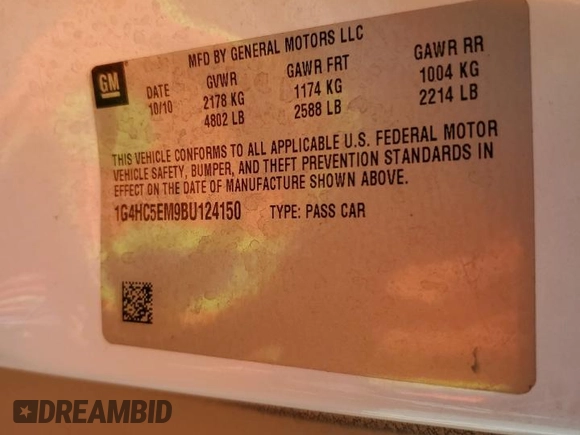 MFD BY GENERAL MOTORS LLC
GM
DATE GVWR GAWR FRT GAWR RR
10/10 2178 KG 1174 KG 1004 KG
4802 LB 2588 LB 2214 LB
THIS VEHICLE CONFORMS TO ALL APPLICABLE U.S. FEDERAL MOTOR
VEHICLE SAFETY, BUMPER, AND THEFT PREVENTION STANDARDS IN
EFFECT ON THE DATE OF MANUFACTURE SHOWN ABOVE.
1G4HC5EM9BU124150 TYPE: PASS CAR
DREAMBID